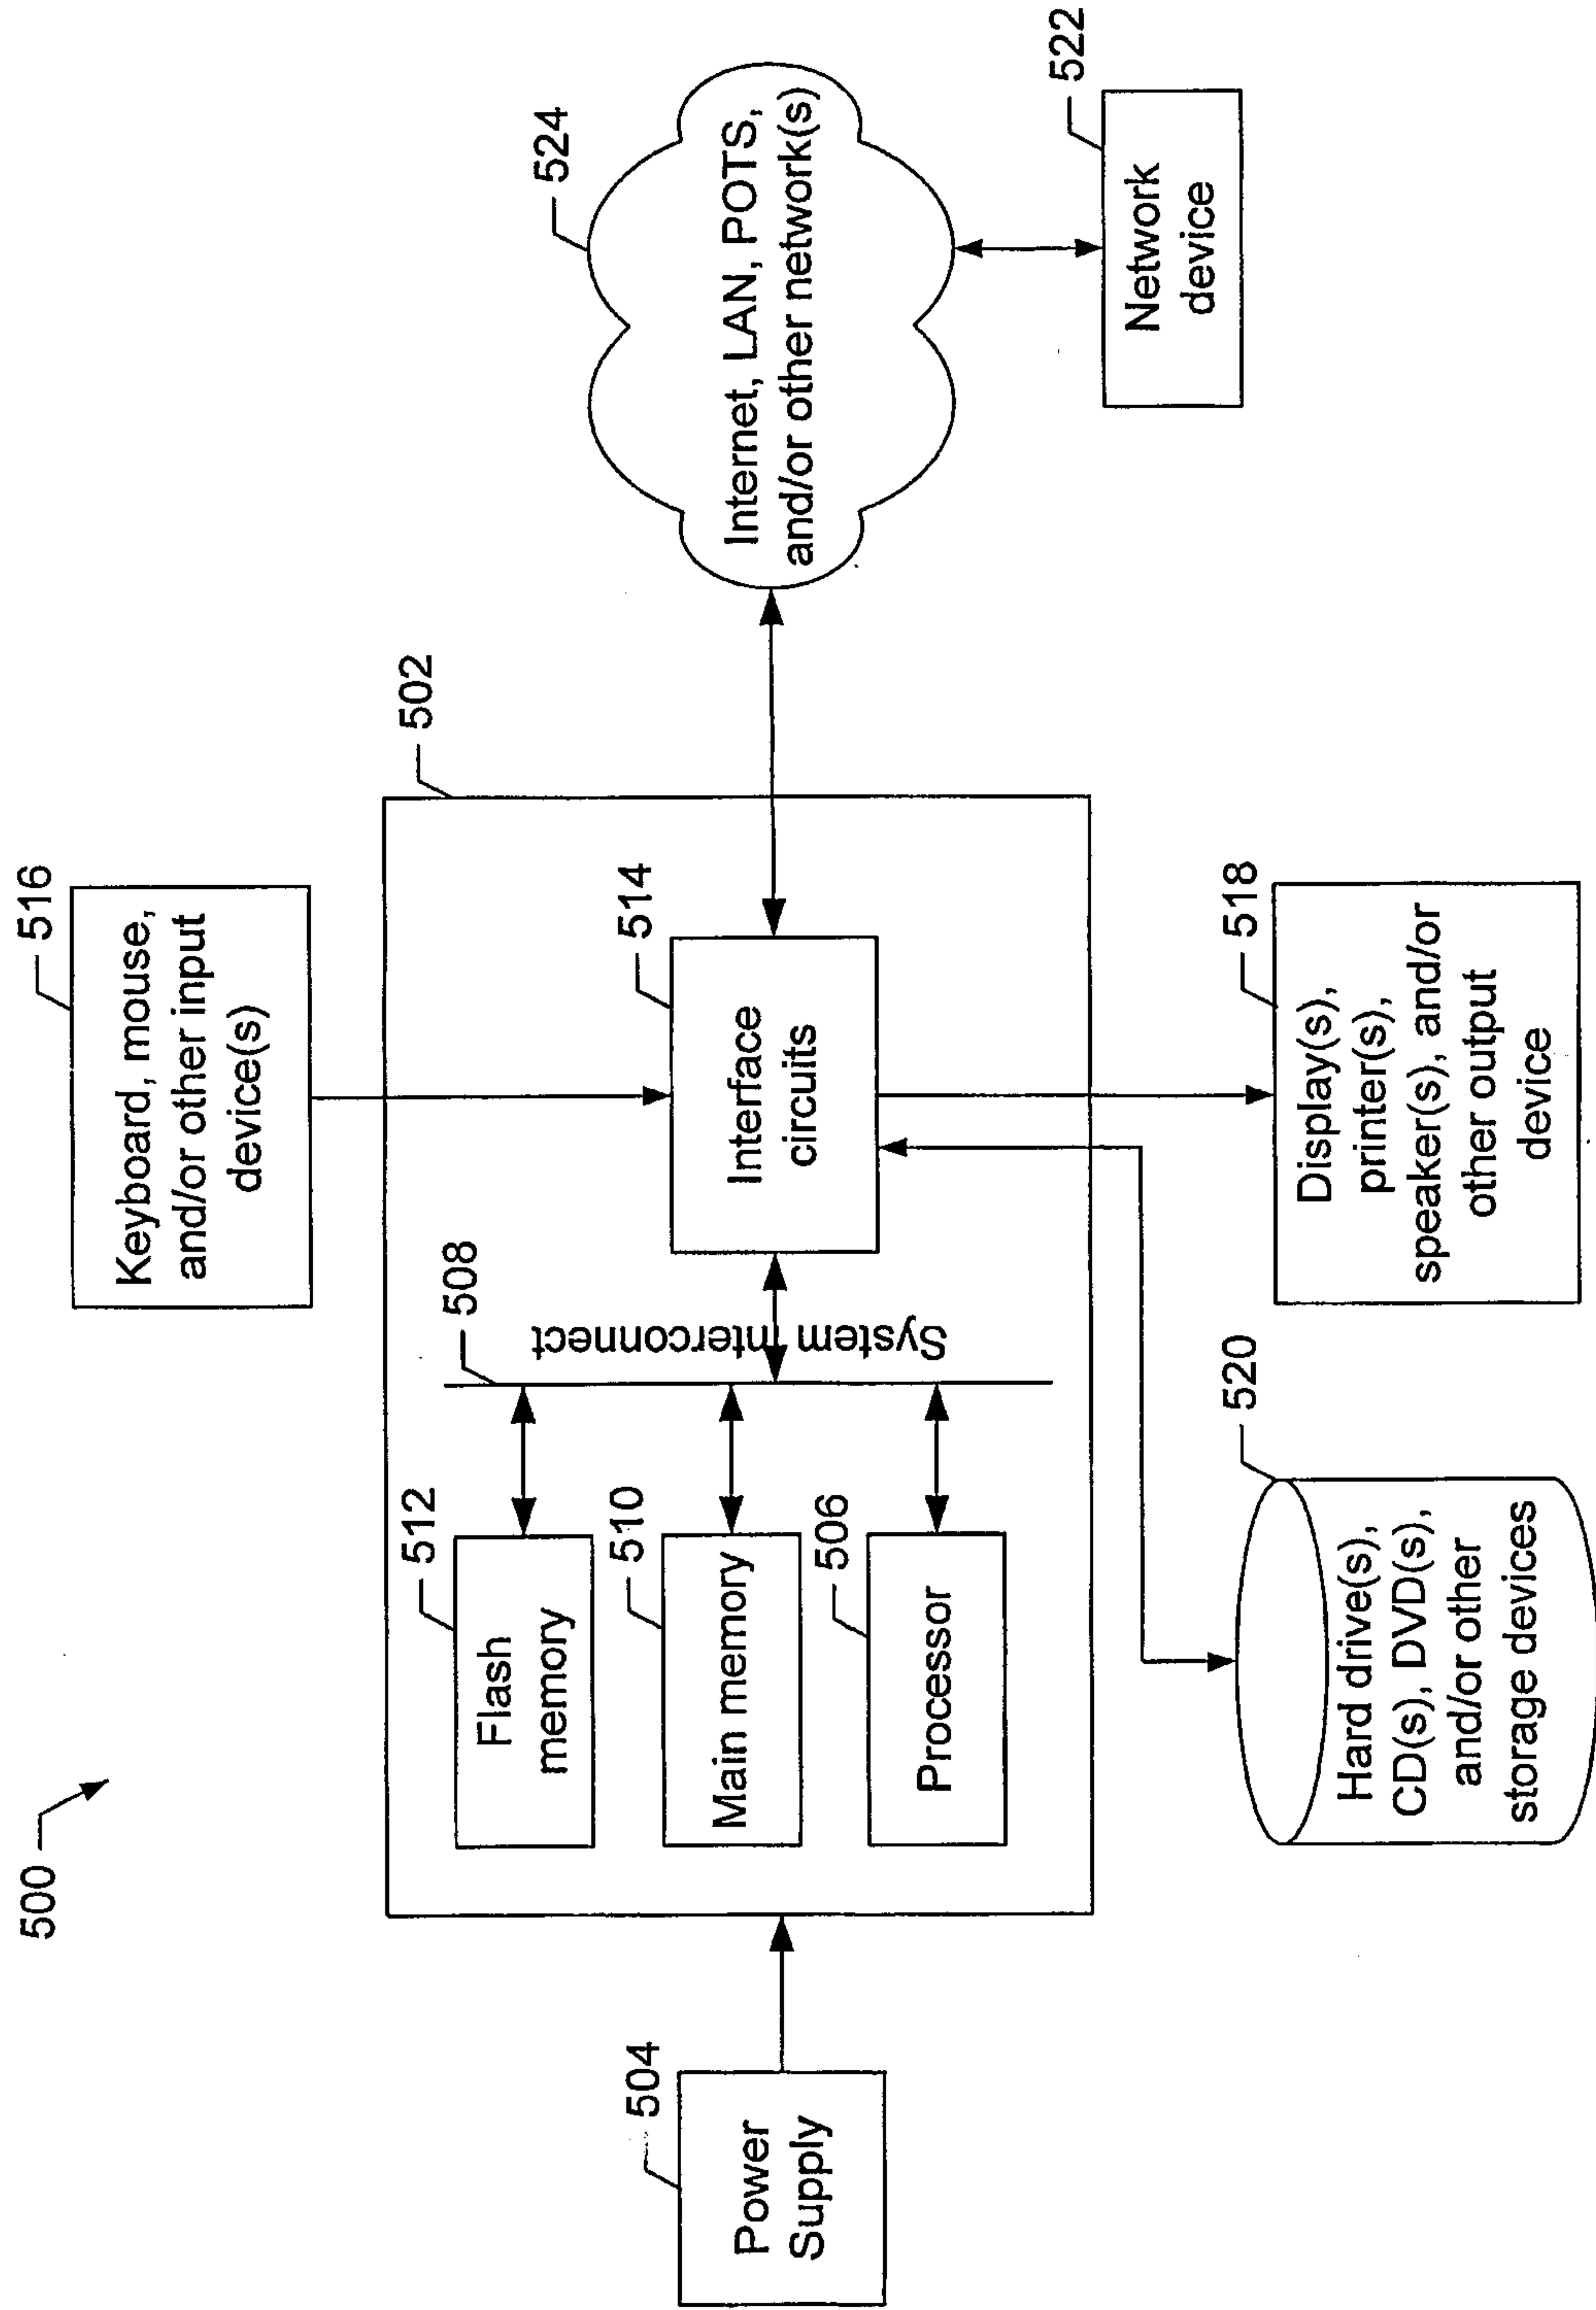 500
516
Keyboard, mouse,
and/or other input
device(s)
502
512
Flash
memory
508
510
Main memory
System Interconnect
514
Interface
circuits
506
Processor
504
Power
Supply
524
Internet, LAN, POTS,
and/or other network(s)
520
Hard drive(s),
CD(s), DVD(s),
and/or other
storage devices
518
Display(s),
printer(s),
speaker(s), and/or
other output
device
522
Network
device